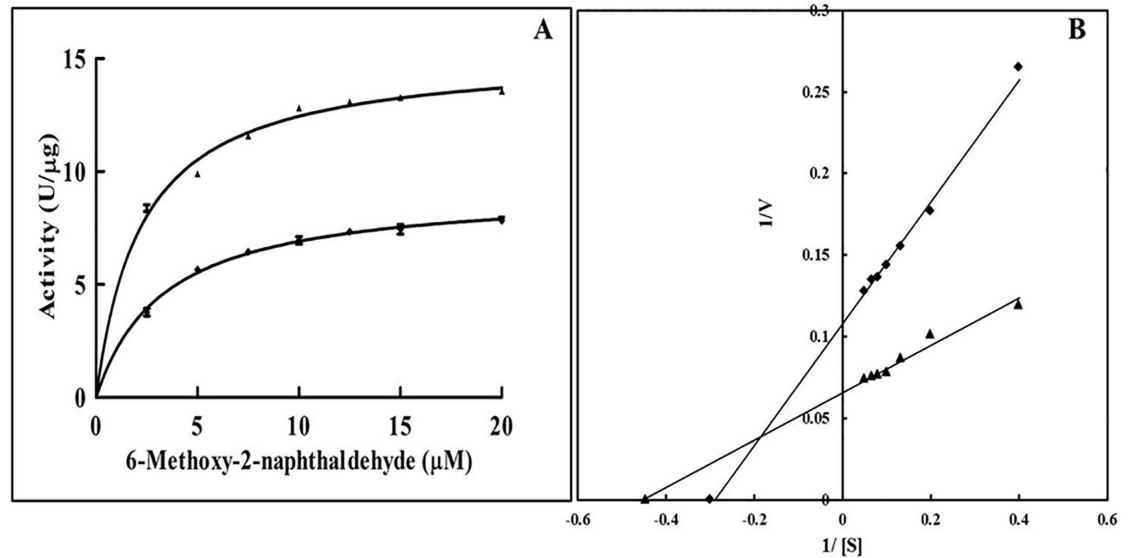 A
15
10
5
0
0 5 10 15 20
Activity (U/µg)
6-Methoxy-2-naphthaldehyde (µM)
B
0.3
0.25
0.2
0.15
0.1
0.05
0
-0.6 -0.4 -0.2 0 0.2 0.4 0.6
1/V
1/ [S]